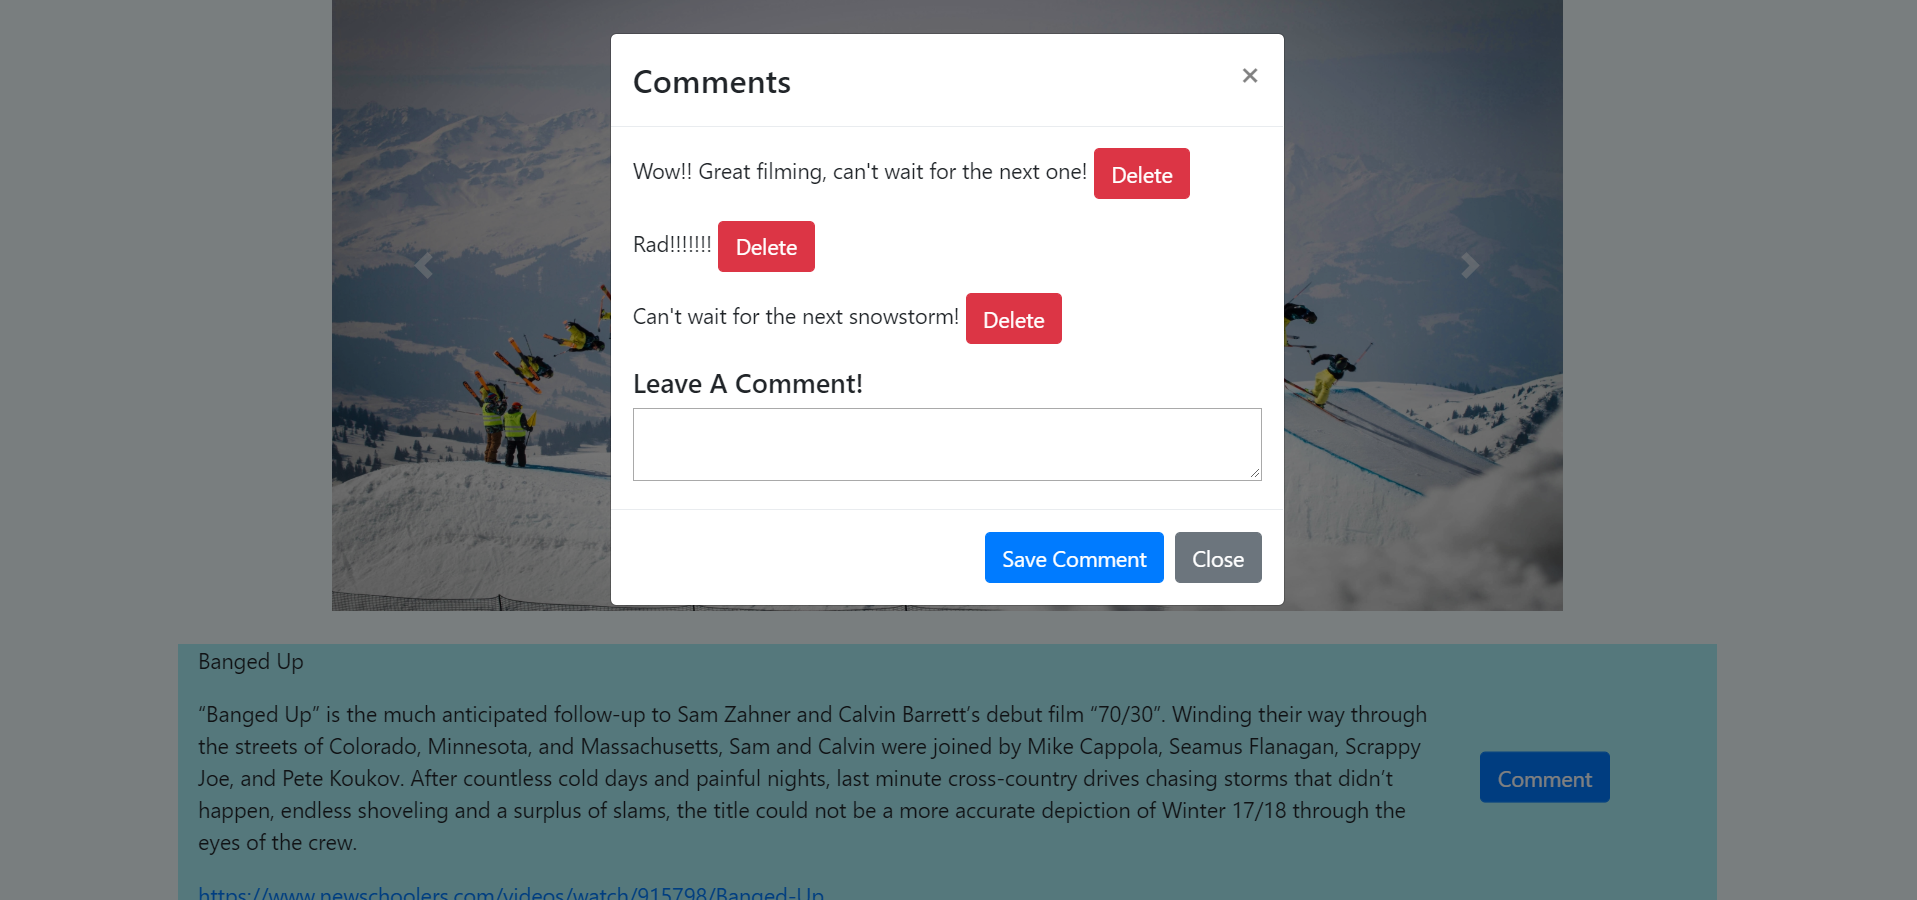 Comments
×
Wow!! Great filming, can't wait for the next one! Delete
Rad!!!!!!! Delete
Can't wait for the next snowstorm! Delete
Leave A Comment!
Save Comment Close
Banged Up
“Banged Up” is the much anticipated follow-up to Sam Zahner and Calvin Barrett’s debut film “70/30”. Winding their way through
the streets of Colorado, Minnesota, and Massachusetts, Sam and Calvin were joined by Mike Cappola, Seamus Flanagan, Scrappy
Joe, and Pete Koukov. After countless cold days and painful nights, last minute cross-country drives chasing storms that didn’t
happen, endless shoveling and a surplus of slams, the title could not be a more accurate depiction of Winter 17/18 through the
eyes of the crew.
Comment
https://www.newschoolers.com/videos/watch/915798/Banged-Up